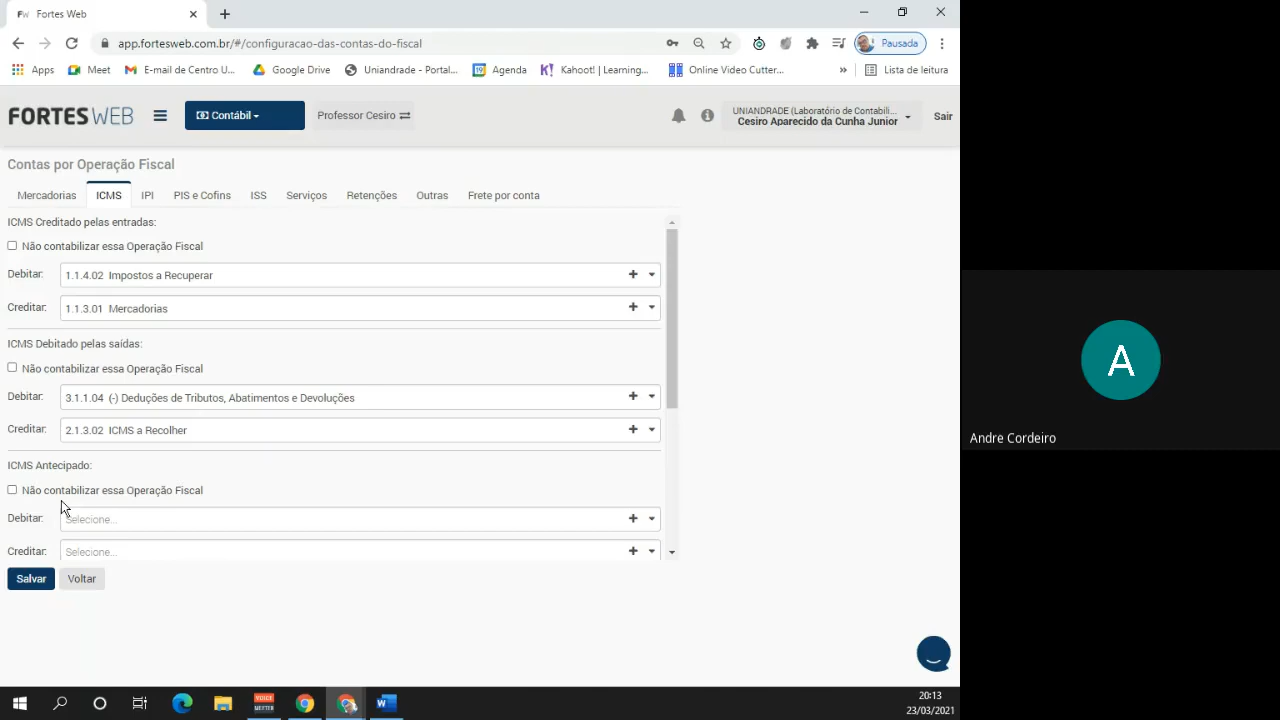 Fortes Web
app.fortesweb.com.br/#/configuracao-das-contas-do-fiscal
Pausada
Apps
Meet
E-mail de Centro U...
Google Drive
Uniandrade - Portal...
Agenda
Kahoot! | Learning...
Online Video Cutter...
»
Lista de leitura
FORTES WEB
Contábil
Professor Cesiro
UNIANDRADE (Laboratório de Contabili...
Cesiro Aparecido da Cunha Junior
Sair
Contas por Operação Fiscal
Mercadorias
ICMS
IPI
PIS e Cofins
ISS
Serviços
Retenções
Outras
Frete por conta
ICMS Creditado pelas entradas:
Não contabilizar essa Operação Fiscal
Debitar: 1.1.4.02 Impostos a Recuperar
Creditar: 1.1.3.01 Mercadorias
ICMS Debitado pelas saídas:
Não contabilizar essa Operação Fiscal
Debitar: 3.1.1.04 (-) Deduções de Tributos, Abatimentos e Devoluções
Creditar: 2.1.3.02 ICMS a Recolher
ICMS Antecipado:
Não contabilizar essa Operação Fiscal
Debitar: Selecione...
Creditar: Selecione...
Salvar
Voltar
A
Andre Cordeiro
VOICE
MEETER
20:13
23/03/2021